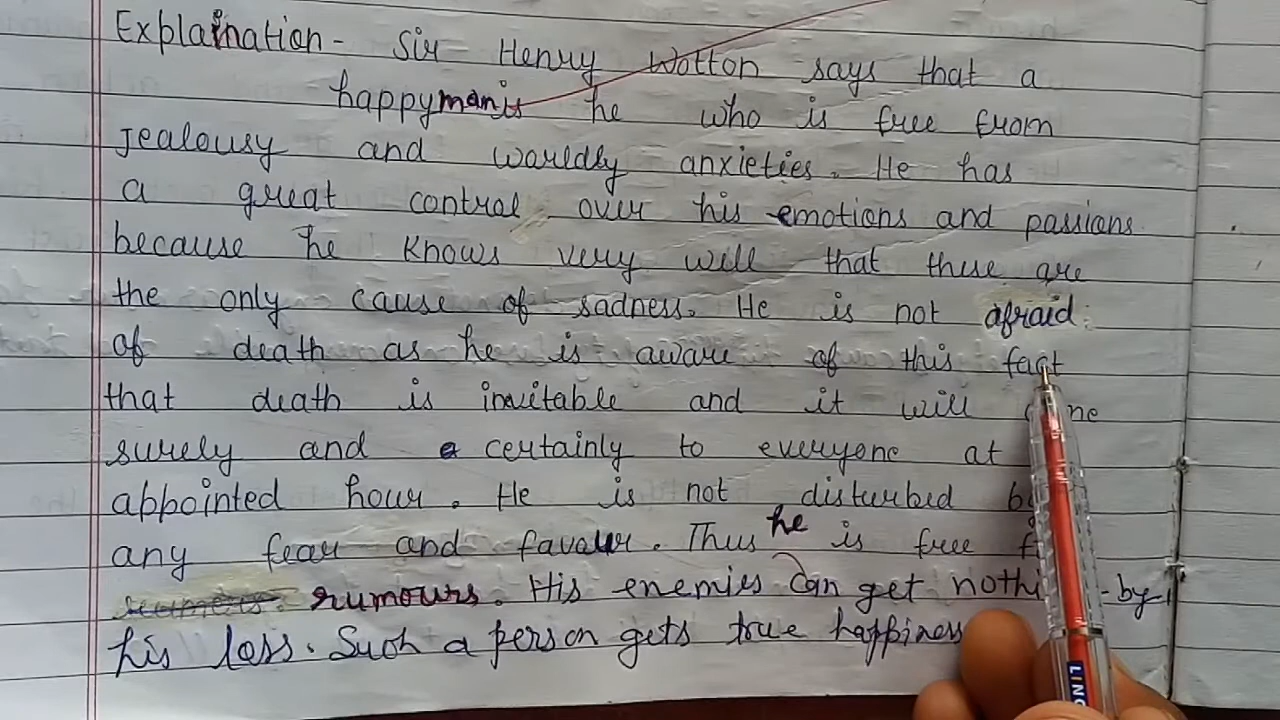 Explaination - Sir Henry Wotton says that a
happy man is he who is free from
Jealousy and worldly anxieties. He has
a great control over his emotions and passions
because he knows very well that these are
the only cause of sadness. He is not afraid
of death as he is aware of this fact
that death is inevitable and it will
surely and certainly to everyone at
appointed hour. He is not disturbed
any fear and favour. Thus he is free
rumours. His enemies can get by
his loss. Such a person gets true happiness
LINC